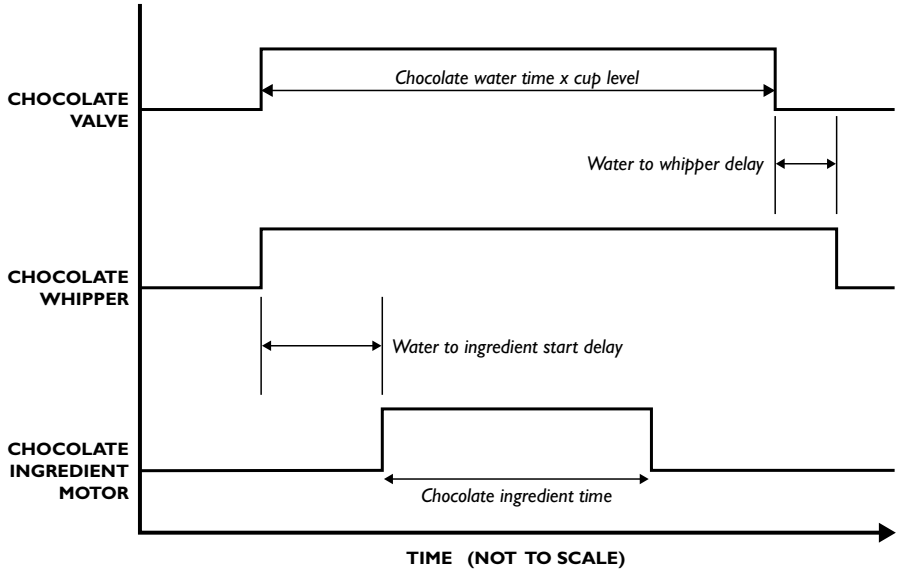 Chocolate water time x cup level
CHOCOLATE
VALVE
Water to whipper delay
CHOCOLATE
WHIPPER
Water to ingredient start delay
CHOCOLATE
INGREDIENT
MOTOR
Chocolate ingredient time
TIME (NOT TO SCALE)